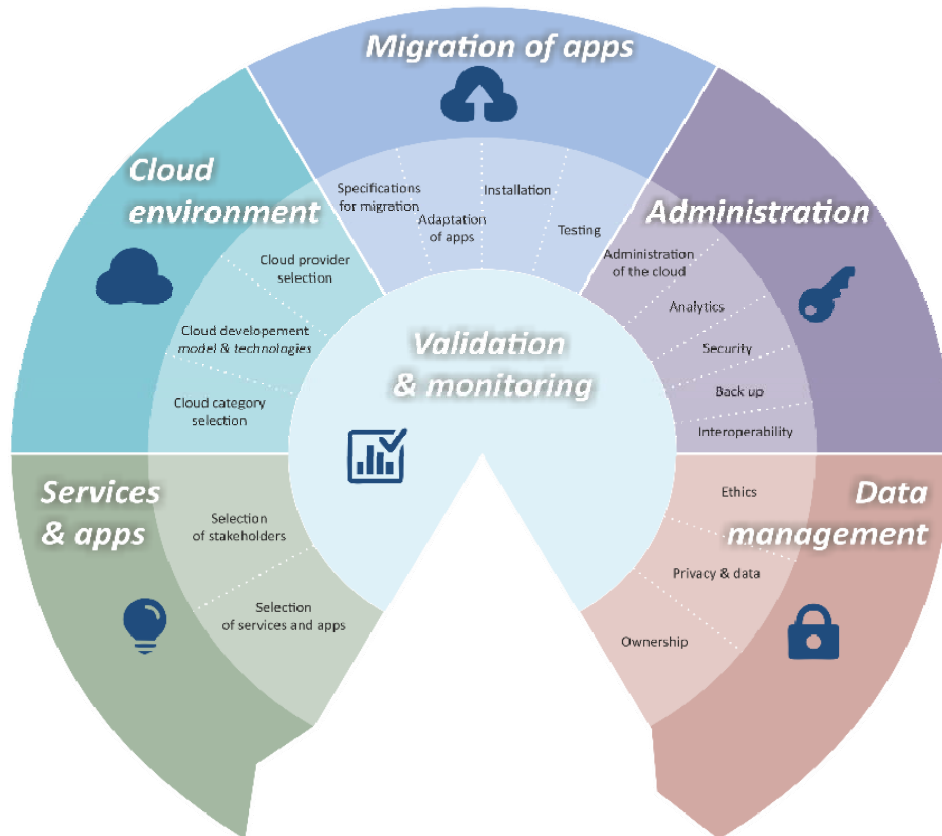 Migration of apps
Cloud
environment
Administration
Services
& apps
Data
management
Validation
& monitoring
Specifications
for migration
Adaptation
of apps
Installation
Testing
Cloud provider
selection
Cloud developement
model & technologies
Cloud category
selection
Administration
of the cloud
Analytics
Security
Back up
Interoperability
Selection
of stakeholders
Selection
of services and apps
Ethics
Privacy & data
Ownership